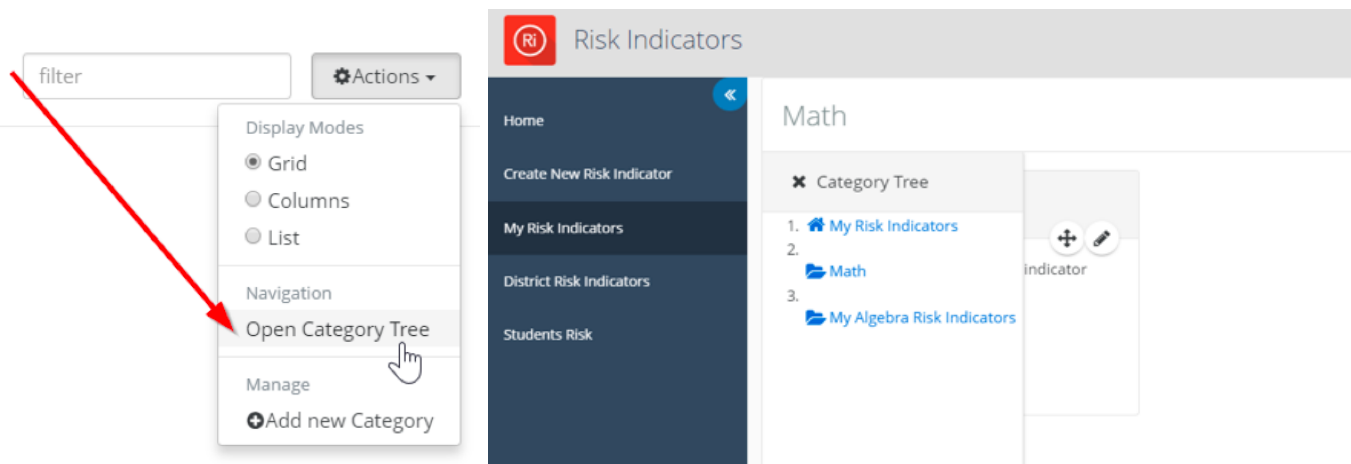 filter
Actions
Display Modes
Grid
Columns
List
Navigation
Open Category Tree
Manage
Add new Category
Ri
Risk Indicators
Home
Create New Risk Indicator
My Risk Indicators
District Risk Indicators
Students Risk
Math
Category Tree
1. My Risk Indicators
2.
Math
3.
My Algebra Risk Indicators
indicator